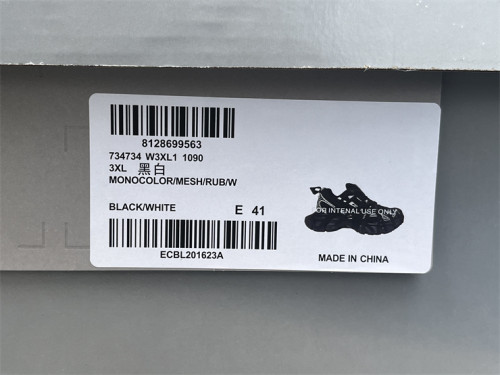 8128699563
734734 W3XL1 1090
3XL 黑白
MONOCOLOR/MESH/RUB/W
BLACK/WHITE E 41
FOR INTENAL USE ONLY
ECBL201623A
MADE IN CHINA